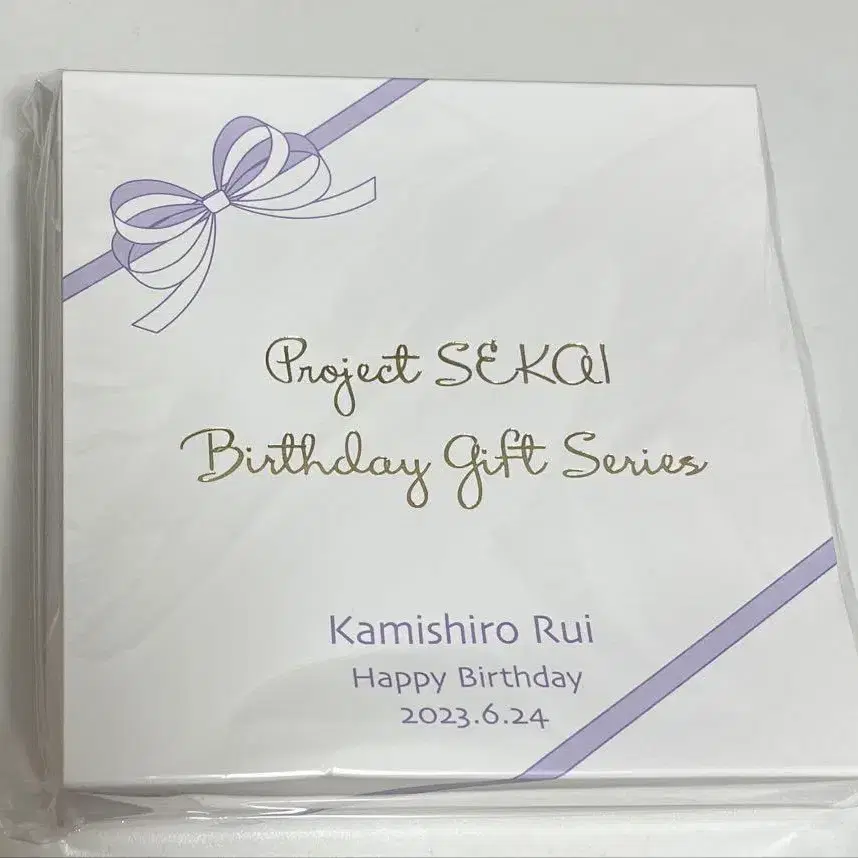 Project SEKAI
Birthday Gift Series
Kamishiro Rui
Happy Birthday
2023.6.24